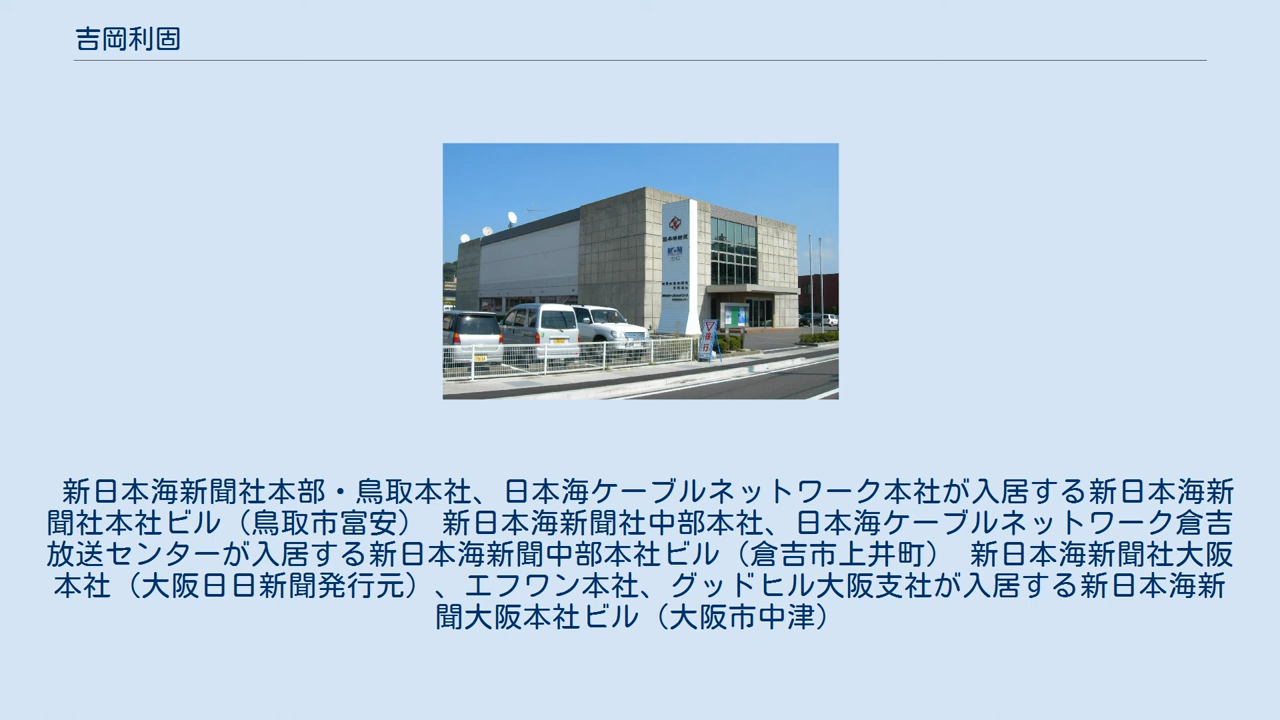 吉岡利固
新日本海新聞社本部・鳥取本社、日本海ケーブルネットワーク本社が入居する新日本海新
聞社本社ビル（鳥取市富安） 新日本海新聞社中部本社、日本海ケーブルネットワーク倉吉
放送センターが入居する新日本海新聞中部本社ビル（倉吉市上井町） 新日本海新聞社大阪
本社（大阪日日新聞発行元）、エフワン本社、グッドヒル大阪支社が入居する新日本海新
聞大阪本社ビル（大阪市中津）